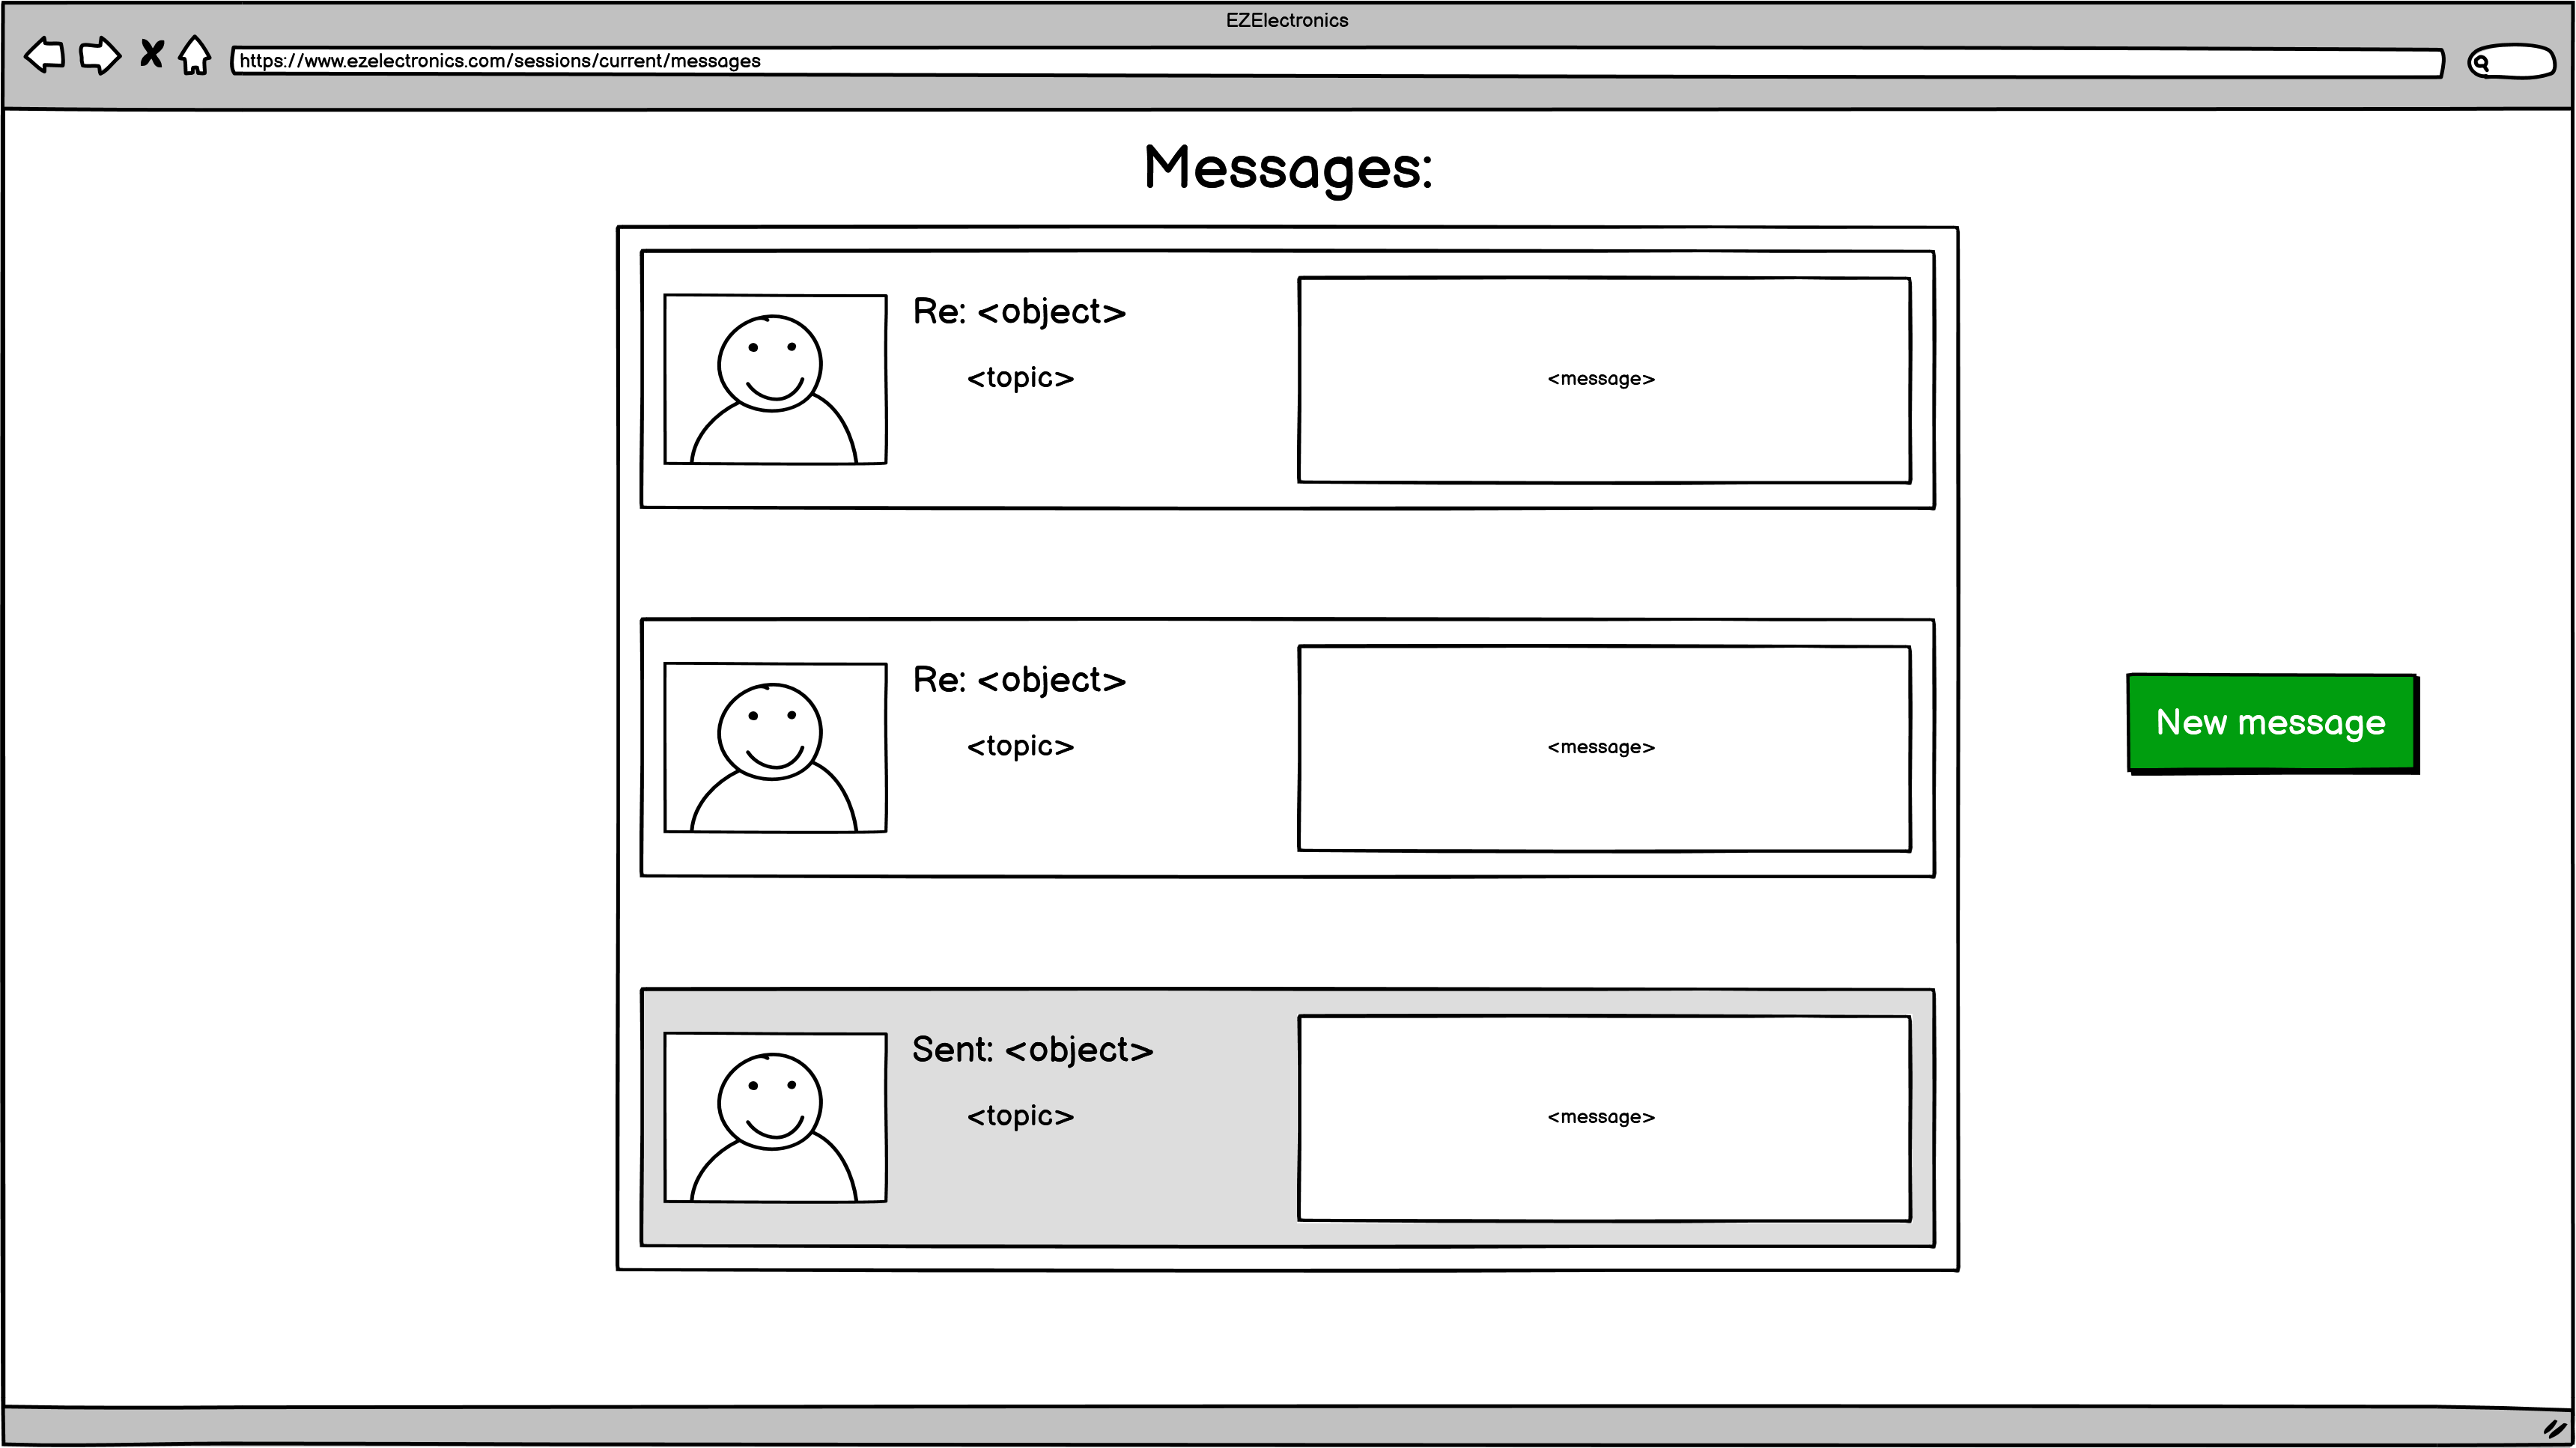 EZElectronics
https://www.ezelectronics.com/sessions/current/messages
Messages:
Re: <object>
<topic>
<message>
Re: <object>
<topic>
<message>
New message
Sent: <object>
<topic>
<message>